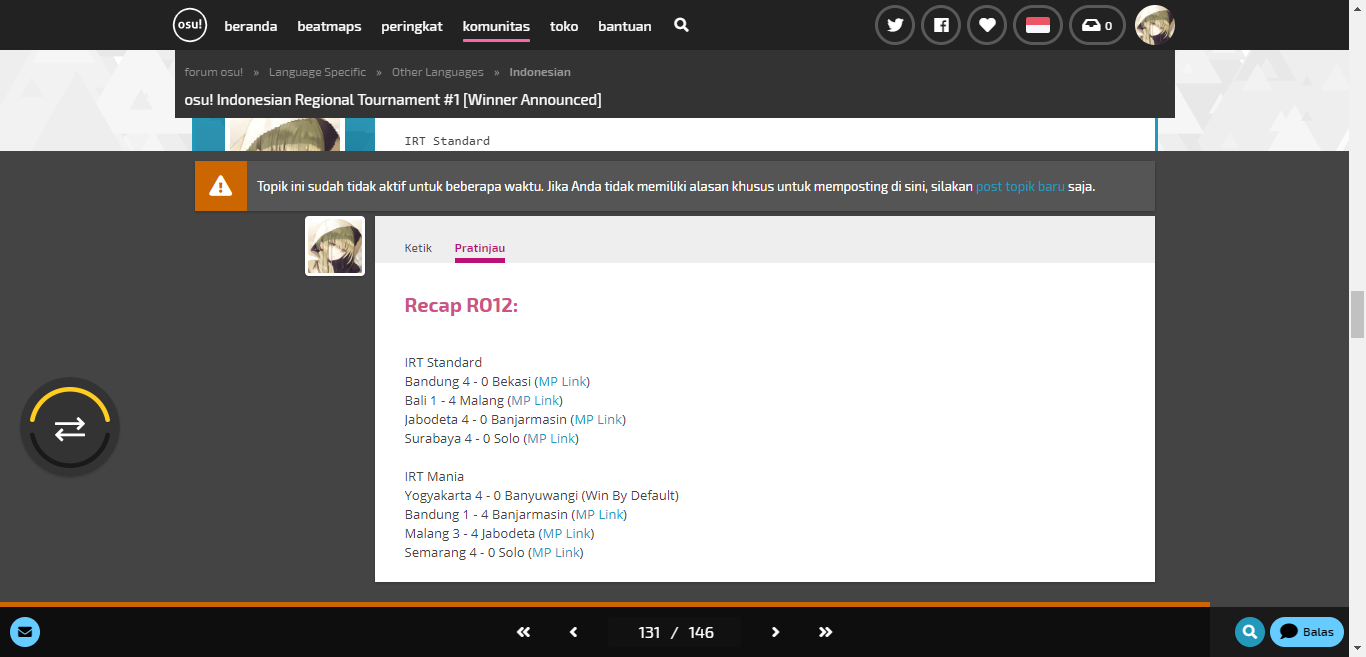 osu!
beranda beatmaps peringkat komunitas toko bantuan
0
forum osu! » Language Specific » Other Languages » Indonesian
osu! Indonesian Regional Tournament #1 [Winner Announced]
IRT Standard
Topik ini sudah tidak aktif untuk beberapa waktu. Jika Anda tidak memiliki alasan khusus untuk memposting di sini, silakan post topik baru saja.
Ketik Pratinjau
Recap RO12:
IRT Standard
Bandung 4 - 0 Bekasi (MP Link)
Bali 1 - 4 Malang (MP Link)
Jabodeta 4 - 0 Banjarmasin (MP Link)
Surabaya 4 - 0 Solo (MP Link)
IRT Mania
Yogyakarta 4 - 0 Banyuwangi (Win By Default)
Bandung 1 - 4 Banjarmasin (MP Link)
Malang 3 - 4 Jabodeta (MP Link)
Semarang 4 - 0 Solo (MP Link)
131 / 146
Balas